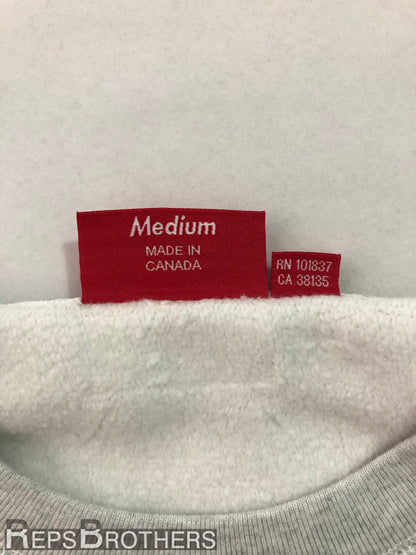 Medium
MADE IN
CANADA
RN 101837
CA 38135
REPSBROTHERS